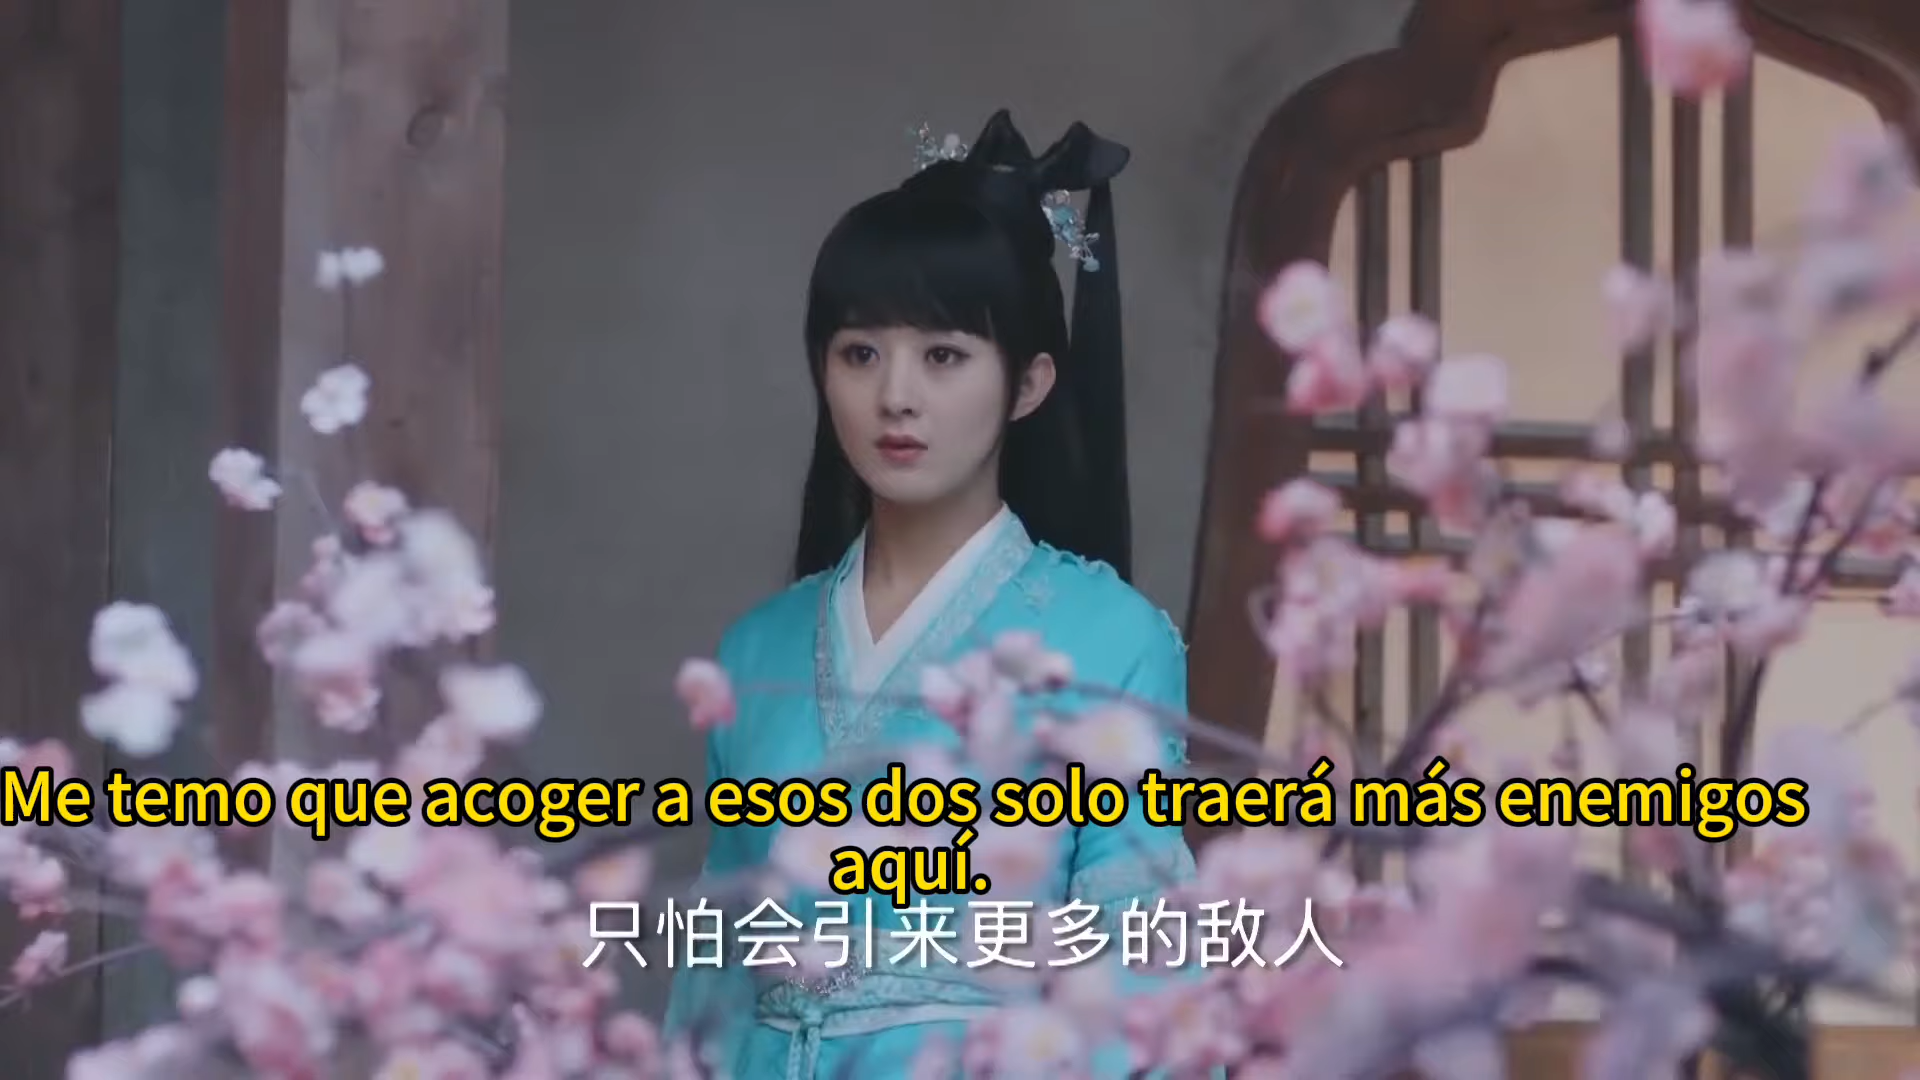 Me temo que acoger a esos dos solo traerá más enemigos
aquí.
只怕会引来更多的敌人